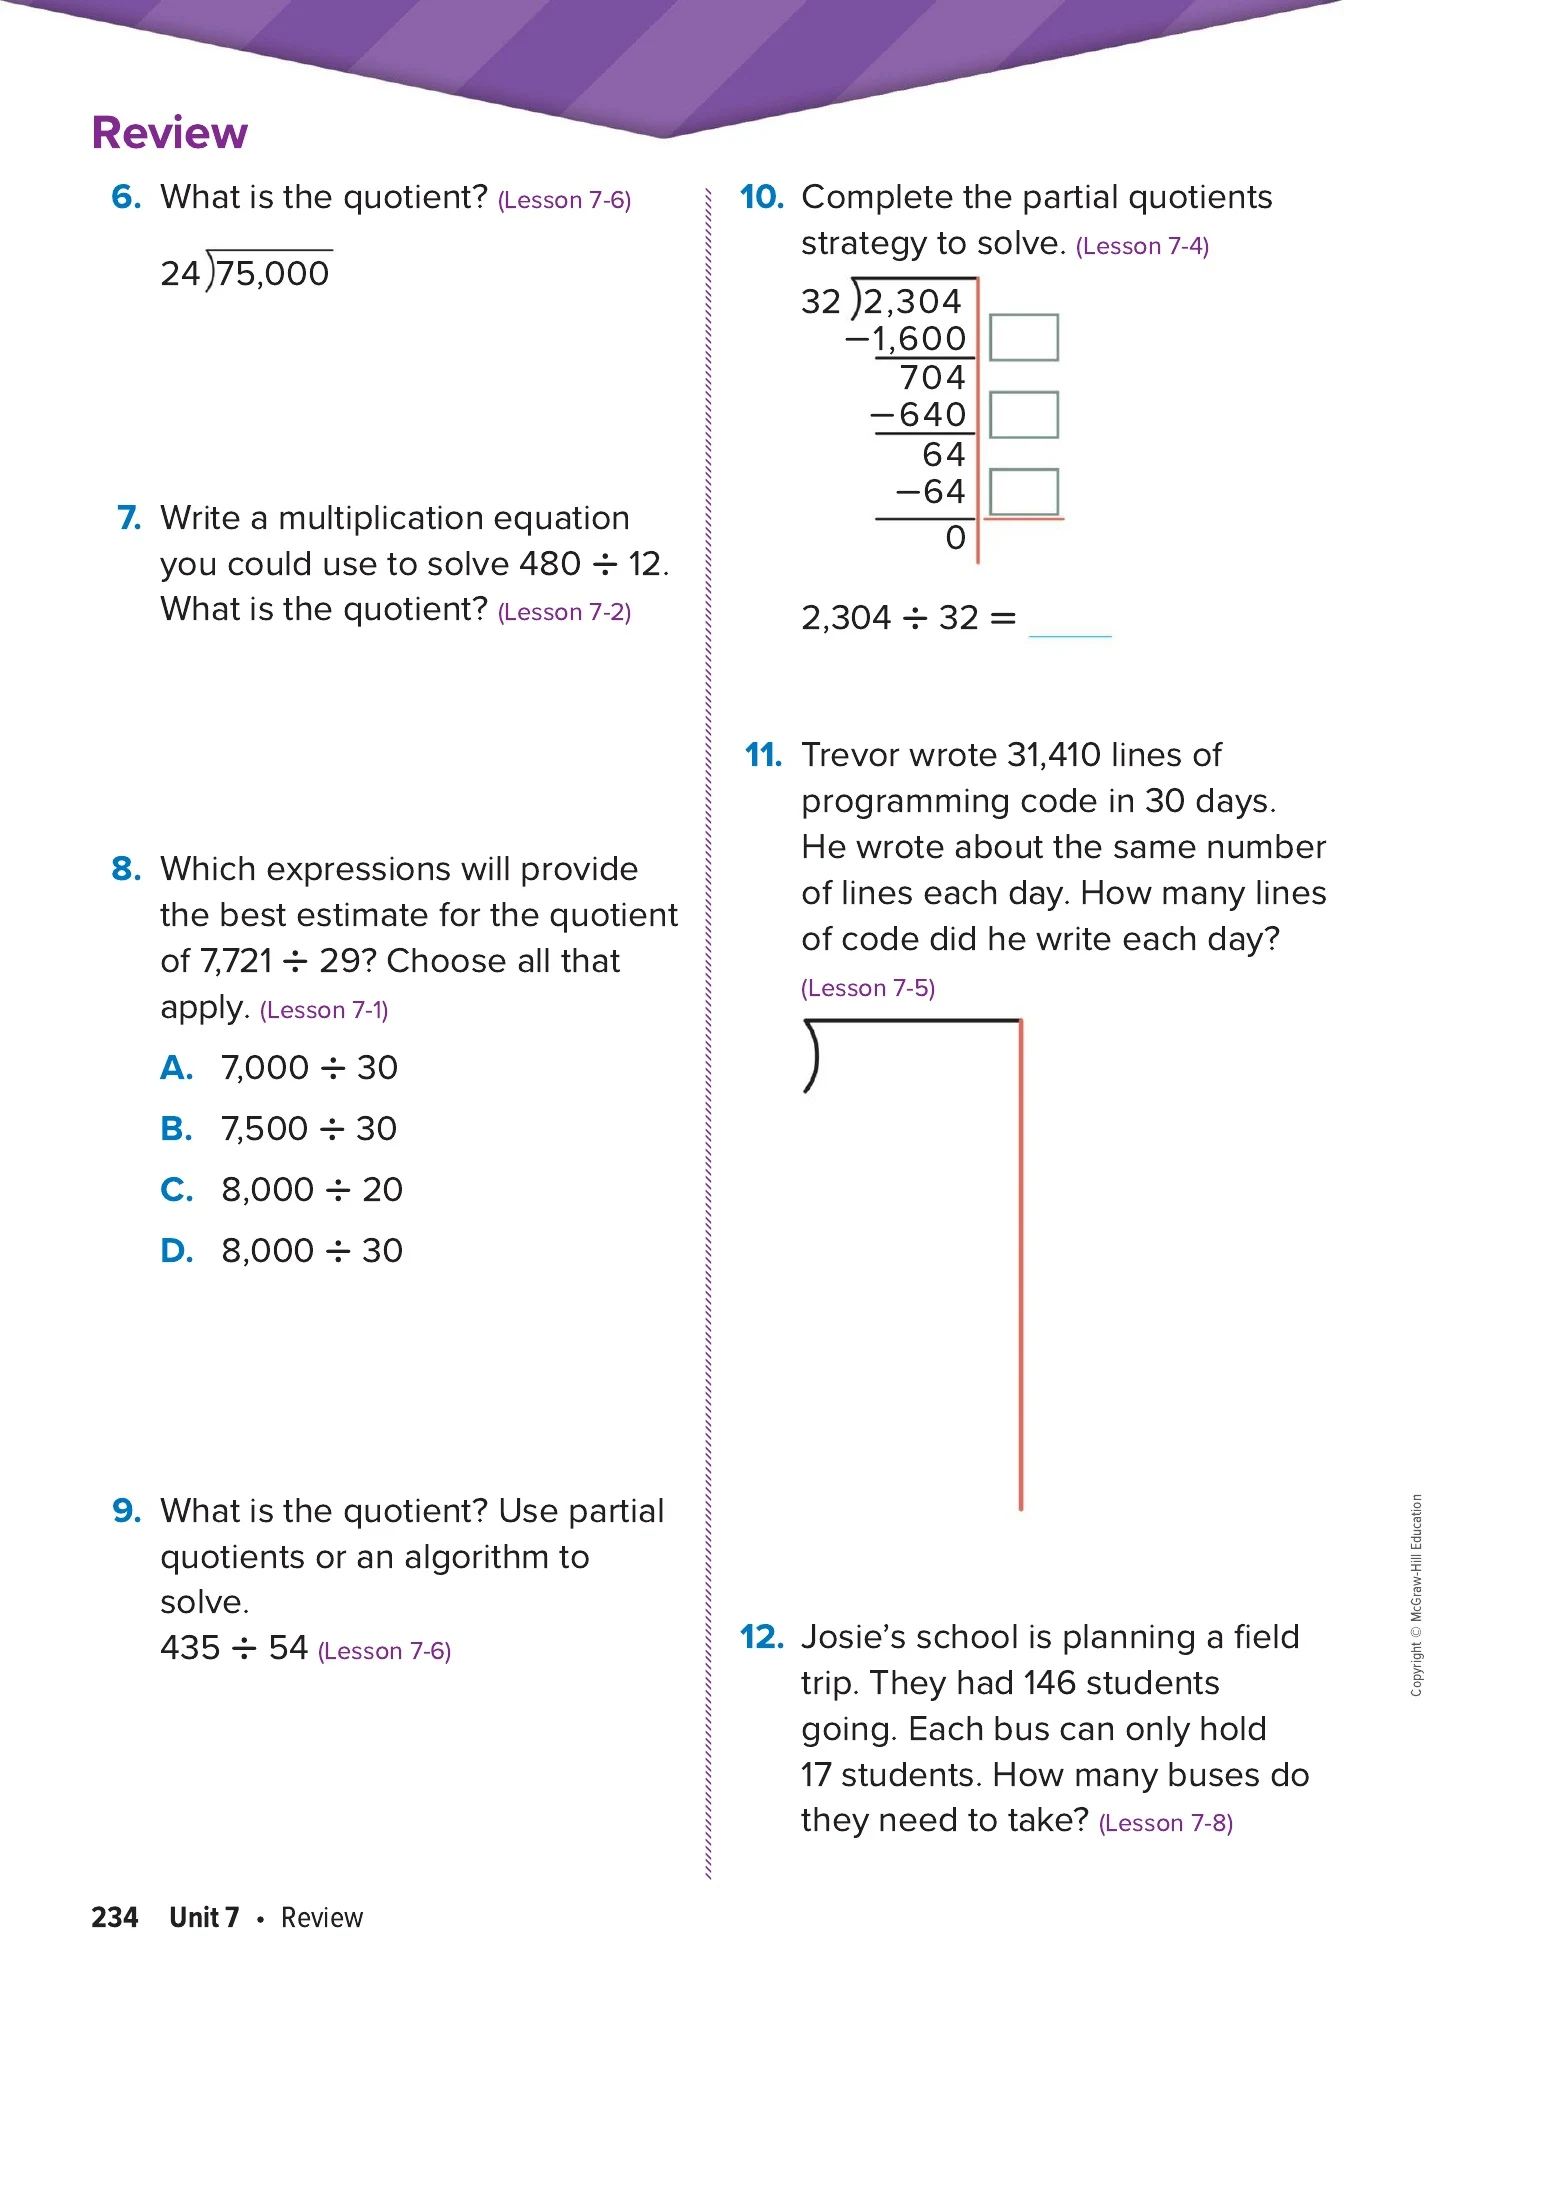 Review
6. What is the quotient? (Lesson 7-6)
24)75,000
7. Write a multiplication equation
you could use to solve 480 ÷ 12.
What is the quotient? (Lesson 7-2)
8. Which expressions will provide
the best estimate for the quotient
of 7,721 ÷ 29? Choose all that
apply. (Lesson 7-1)
A. 7,000 ÷ 30
B. 7,500 ÷ 30
C. 8,000 ÷ 20
D. 8,000 ÷ 30
9. What is the quotient? Use partial
quotients or an algorithm to
solve.
435 ÷ 54 (Lesson 7-6)
10. Complete the partial quotients
strategy to solve. (Lesson 7-4)
32)2,304
−1,600
704
−640
64
−64
0
2,304 ÷ 32 =
11. Trevor wrote 31,410 lines of
programming code in 30 days.
He wrote about the same number
of lines each day. How many lines
of code did he write each day?
(Lesson 7-5)
12. Josie’s school is planning a field
trip. They had 146 students
going. Each bus can only hold
17 students. How many buses do
they need to take? (Lesson 7-8)
Copyright © McGraw-Hill Education
234 Unit 7 • Review